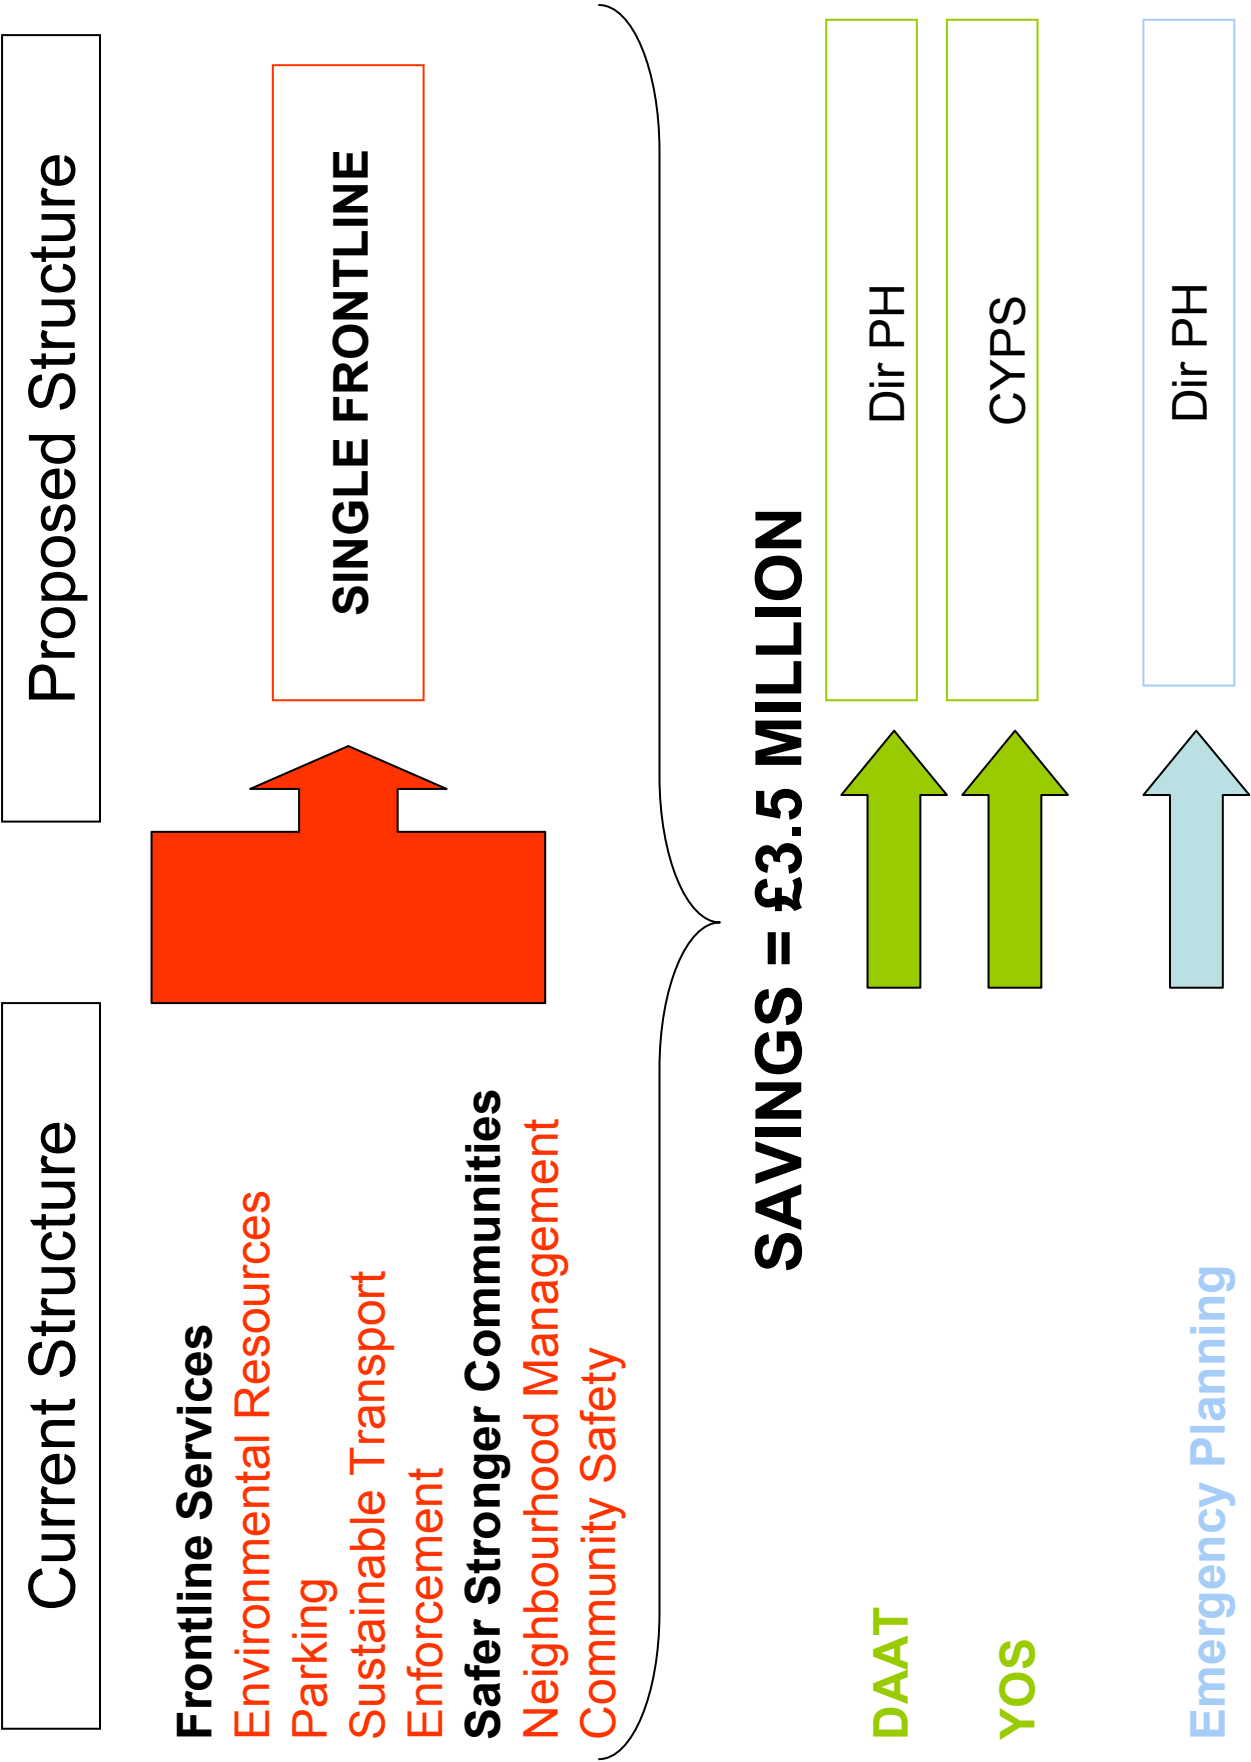 Current Structure
Proposed Structure
Frontline Services
Environmental Resources
Parking
Sustainable Transport
Enforcement
Safer Stronger Communities
Neighbourhood Management
Community Safety
SINGLE FRONTLINE
SAVINGS = £3.5 MILLION
DAAT
Dir PH
YOS
CYPS
Emergency Planning
Dir PH